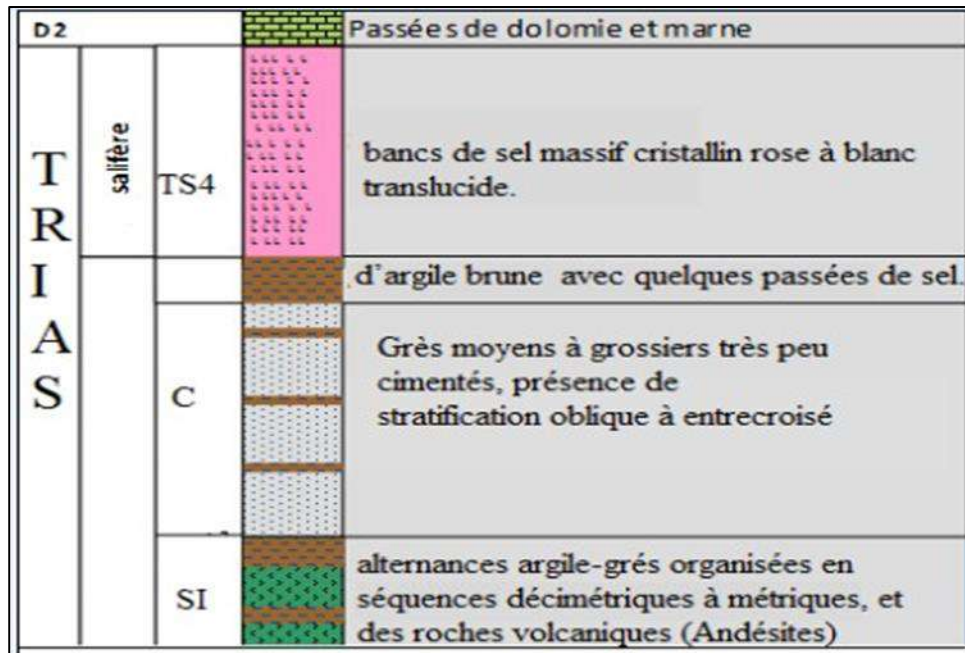 D2
Passées de dolomie et marne
TRIAS
salifère
TS4
bancs de sel massif cristallin rose à blanc
translucide.
d'argile brune avec quelques passées de sel.
C
Grès moyens à grossiers très peu
cimentés, présence de
stratification oblique à entrecroisé
SI
alternances argile-grés organisées en
séquences décimétriques à métriques, et
des roches volcaniques (Andésites)